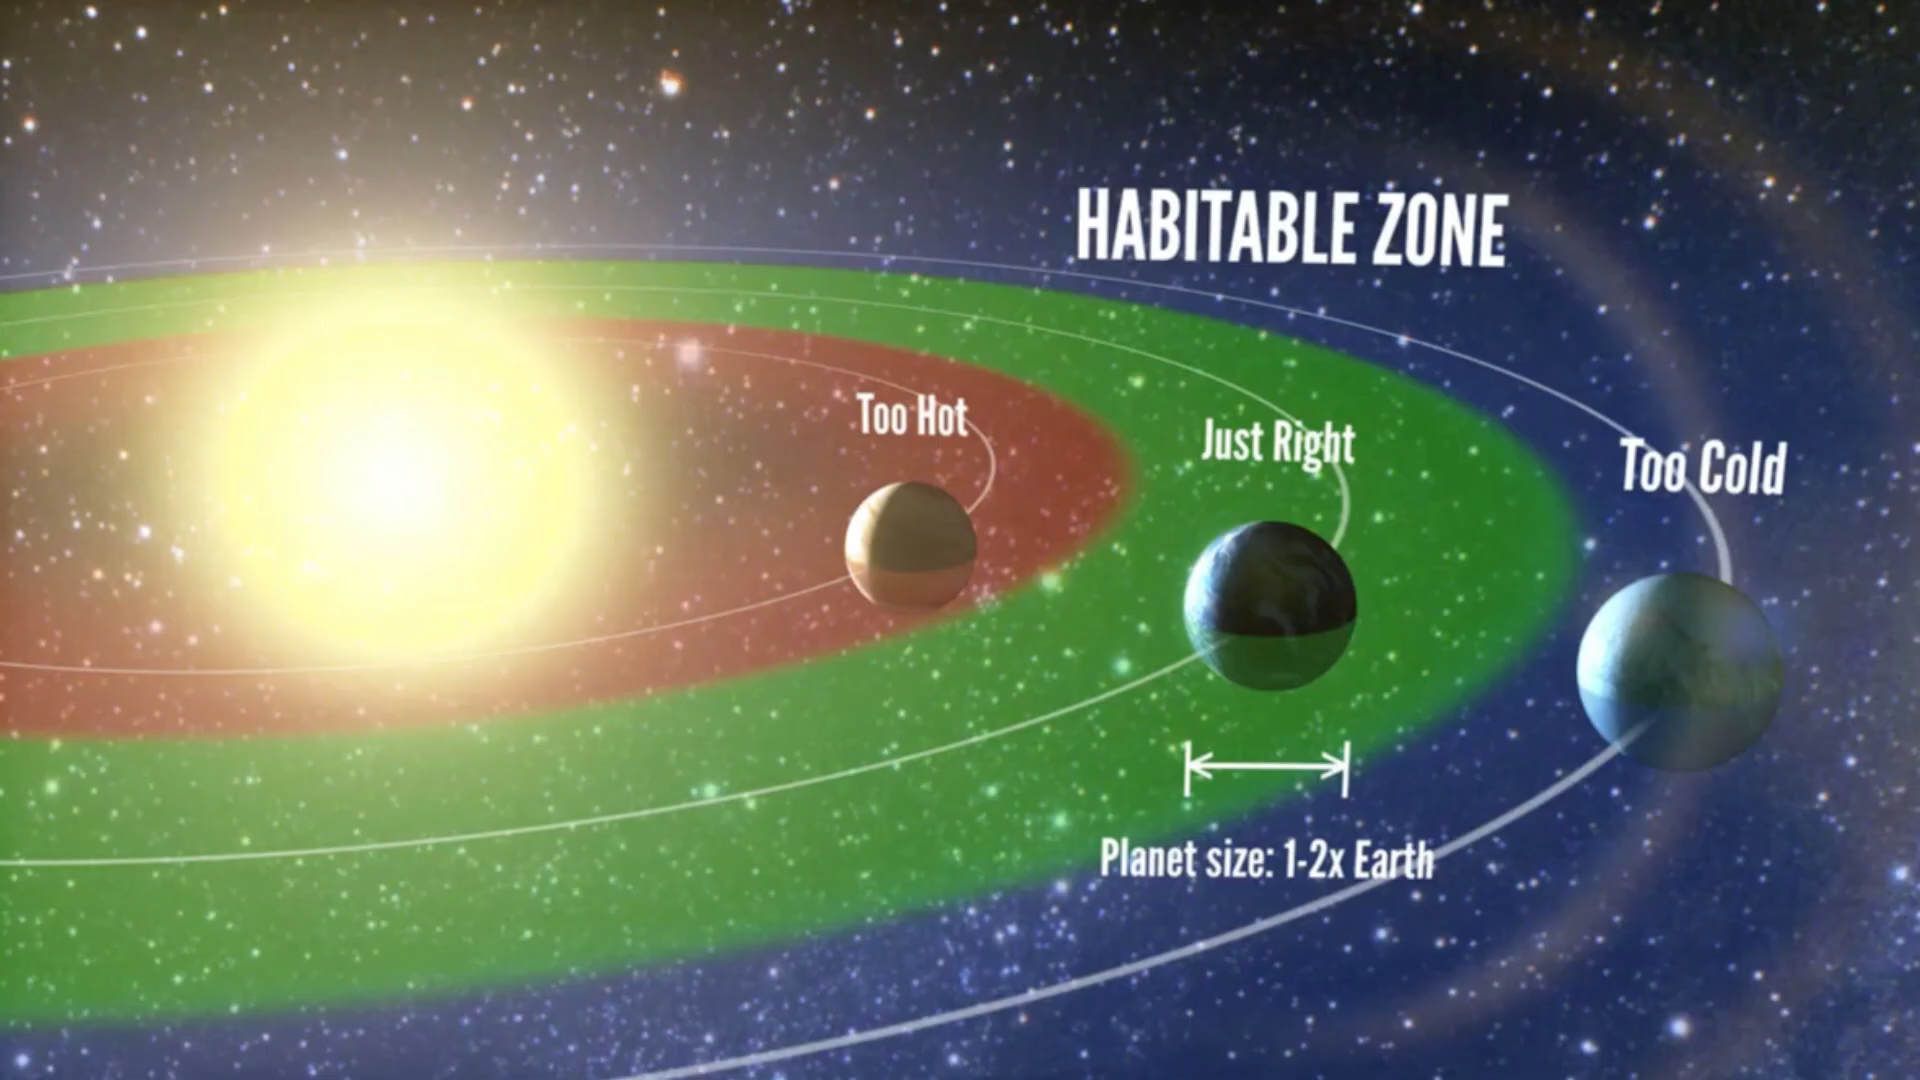 HABITABLE ZONE
Too Hot
Just Right
Too Cold
Planet size: 1-2x Earth